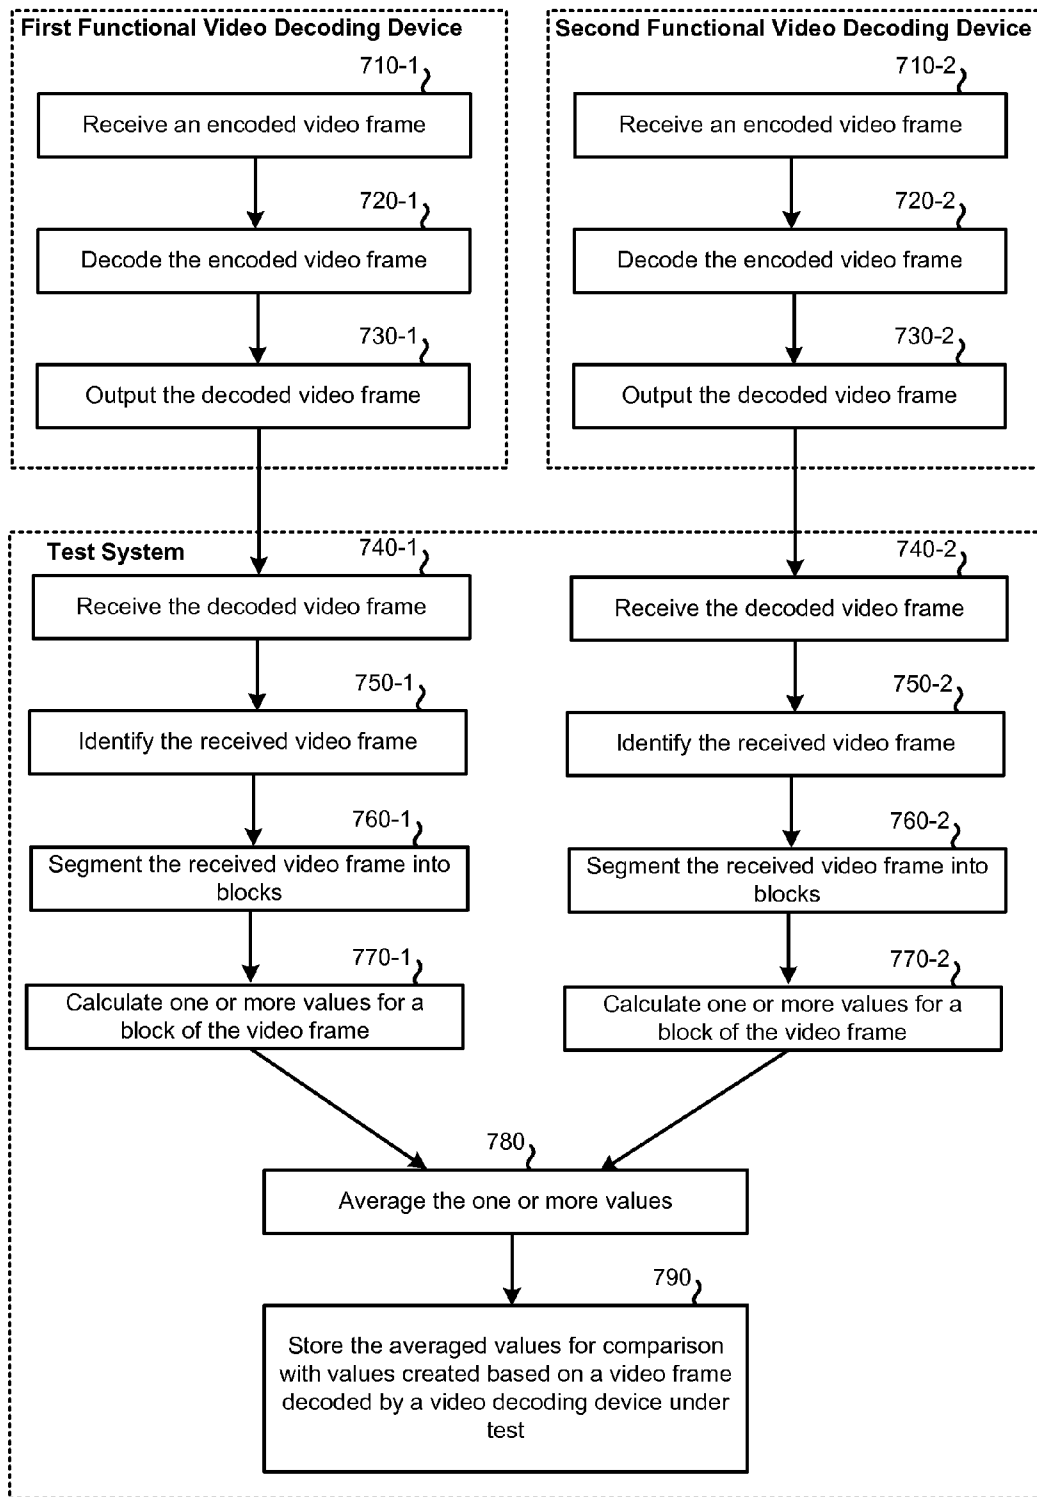 First Functional Video Decoding Device
710-1
Receive an encoded video frame
720-1
Decode the encoded video frame
730-1
Output the decoded video frame
Second Functional Video Decoding Device
710-2
Receive an encoded video frame
720-2
Decode the encoded video frame
730-2
Output the decoded video frame
Test System
740-1
Receive the decoded video frame
750-1
Identify the received video frame
760-1
Segment the received video frame into
blocks
770-1
Calculate one or more values for a
block of the video frame
740-2
Receive the decoded video frame
750-2
Identify the received video frame
760-2
Segment the received video frame into
blocks
770-2
Calculate one or more values for a
block of the video frame
780
Average the one or more values
790
Store the averaged values for comparison
with values created based on a video frame
decoded by a video decoding device under
test